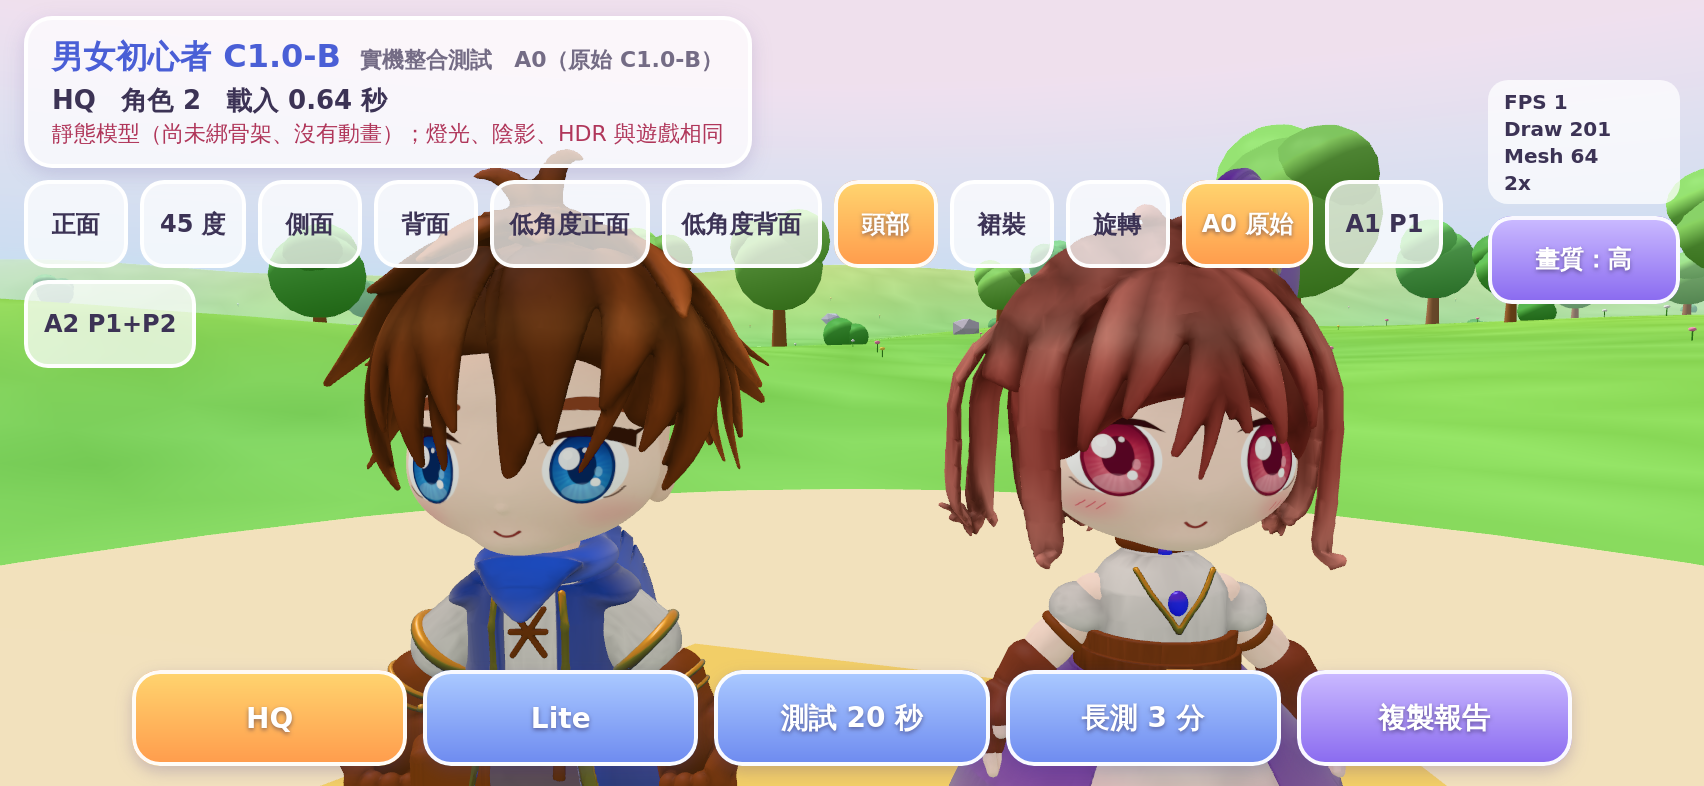 男女初心者 C1.0-B 實機整合測試 A0（原始 C1.0-B）
HQ 角色 2 載入 0.64 秒
靜態模型（尚未綁骨架、沒有動畫）；燈光、陰影、HDR 與遊戲相同
FPS 1
Draw 201
Mesh 64
2x
正面 45 度 側面 背面 低角度正面 低角度背面 頭部 裙裝 旋轉 A0 原始 A1 P1
畫質：高
A2 P1+P2
HQ Lite 測試 20 秒 長測 3 分 複製報告